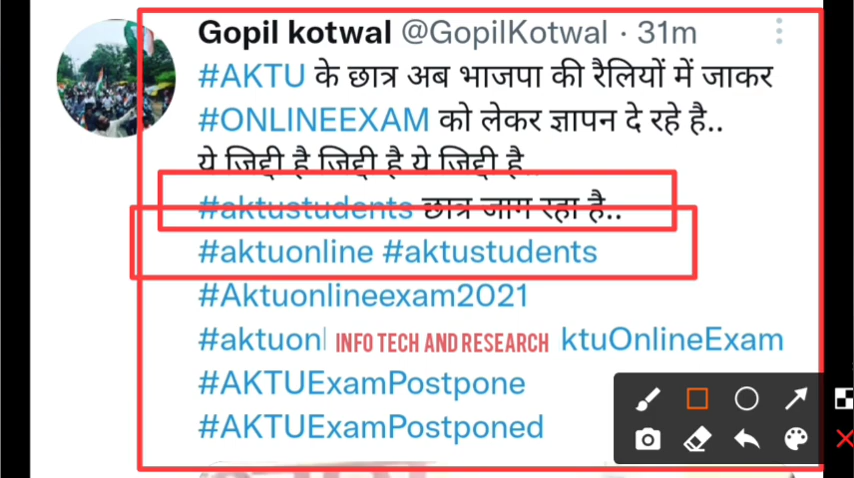 Gopil kotwal @GopilKotwal · 31m
#AKTU के छात्र अब भाजपा की रैलियों में जाकर
#ONLINEEXAM को लेकर ज्ञापन दे रहे है..
ये जिद्दी है जिद्दी है ये जिद्दी है..
#aktustudents छात्र जाग रहा है..
#aktuonline #aktustudents
#Aktuonlineexam2021
#aktuonl INFO TECH AND RESEARCH ktuOnlineExam
#AKTUExamPostpone
#AKTUExamPostponed